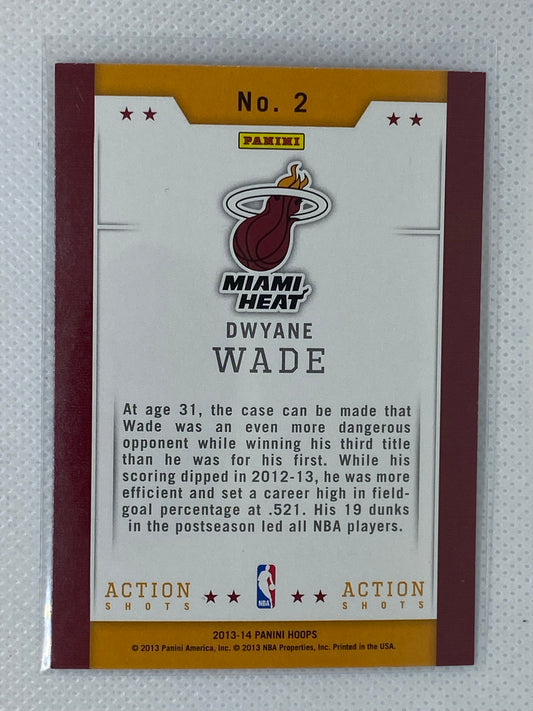 No. 2
PANINI
MIAMI
HEAT
DWYANE
WADE
At age 31, the case can be made that
Wade was an even more dangerous
opponent while winning his third title
than he was for his first. While his
scoring dipped in 2012-13, he was more
efficient and set a career high in field-
goal percentage at .521. His 19 dunks
in the postseason led all NBA players.
ACTION
SHOTS
NBA
ACTION
SHOTS
2013-14 PANINI HOOPS
© 2013 Panini America, Inc. © 2013 NBA Properties, Inc. Printed in the USA.